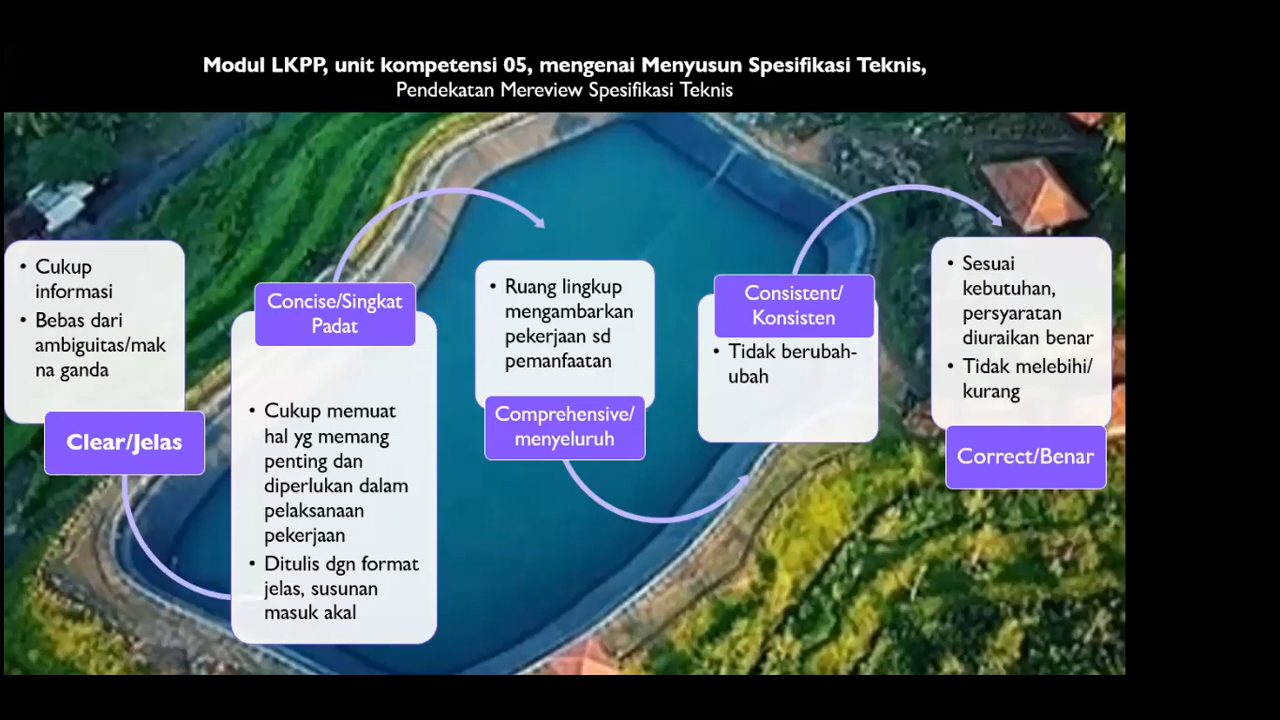 Modul LKPP, unit kompetensi 05, mengenai Menyusun Spesifikasi Teknis,
Pendekatan Mereview Spesifikasi Teknis
• Cukup
informasi
• Bebas dari
ambiguitas/mak
na ganda
Clear/Jelas
Concise/Singkat
Padat
• Cukup memuat
hal yg memang
penting dan
diperlukan dalam
pelaksanaan
pekerjaan
• Ditulis dgn format
jelas, susunan
masuk akal
• Ruang lingkup
mengambarkan
pekerjaan sd
pemanfaatan
Comprehensive/
menyeluruh
Consistent/
Konsisten
• Tidak berubah-
ubah
• Sesuai
kebutuhan,
persyaratan
diuraikan benar
• Tidak melebihi/
kurang
Correct/Benar